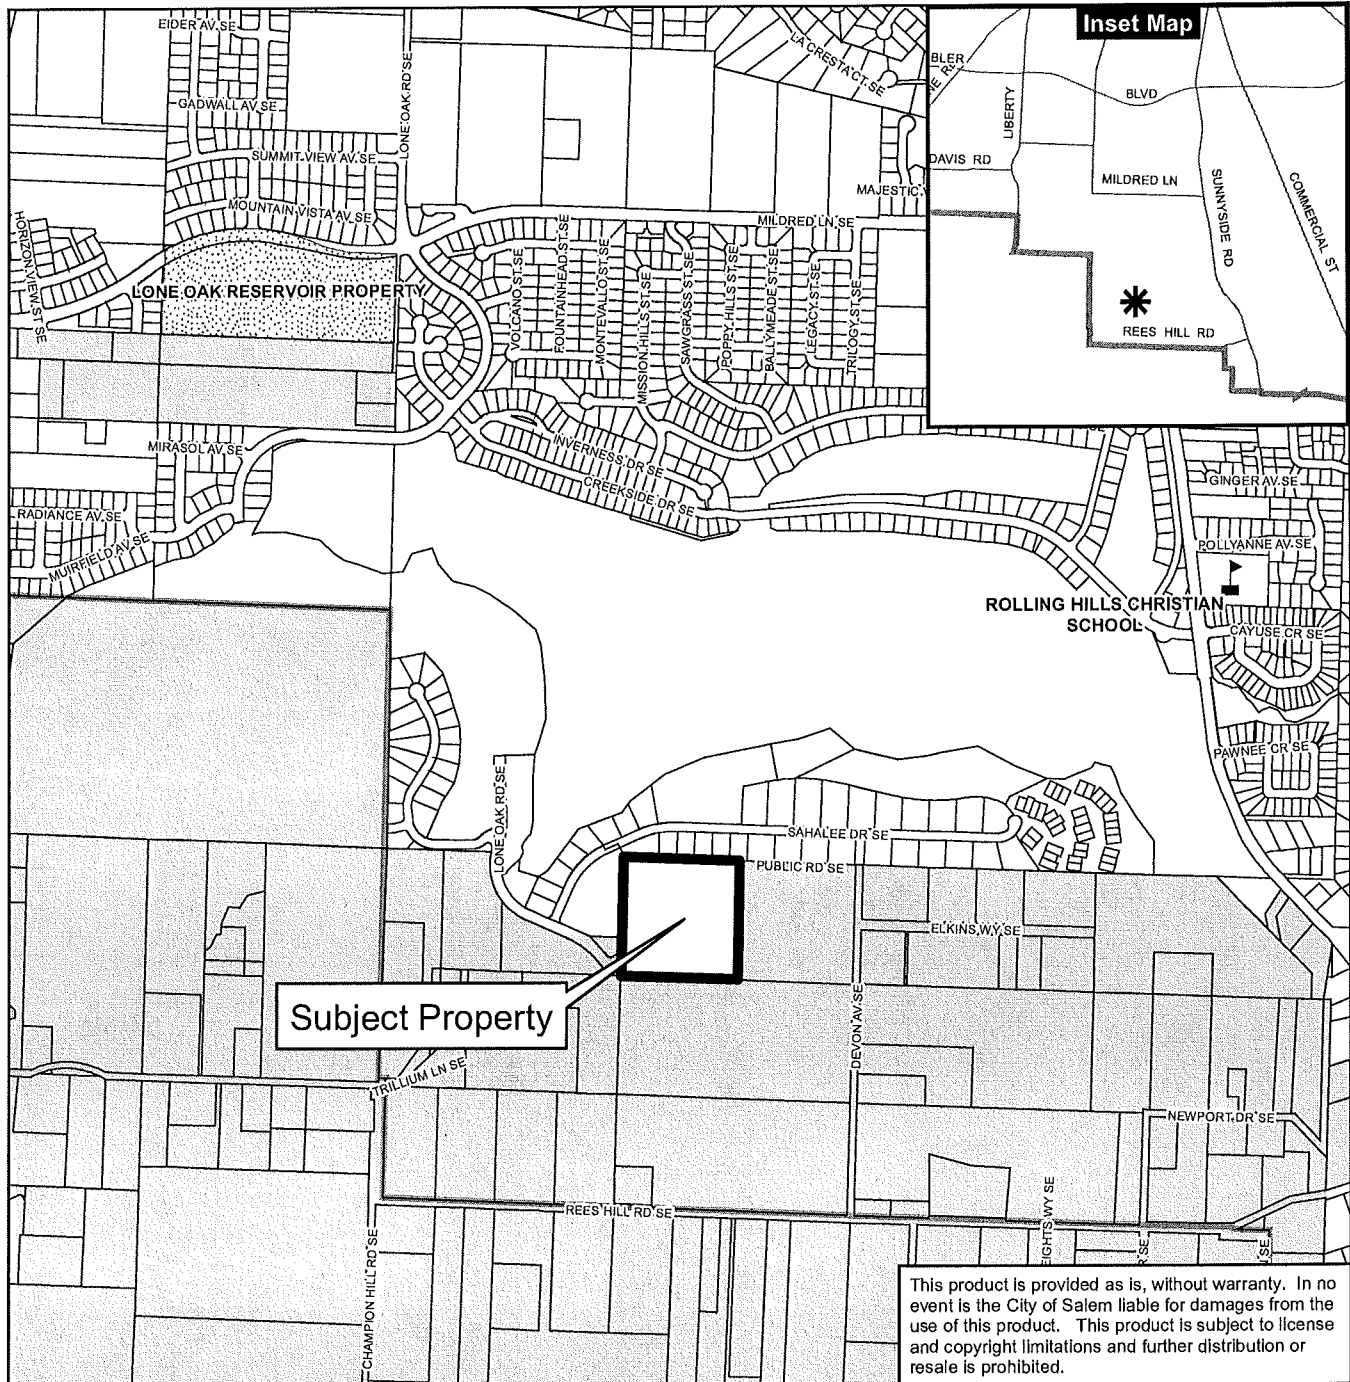 EIDER AV SE
GADWALL AV SE
SUMMIT VIEW AV SE
MOUNTAIN VISTA AV SE
LONE OAK RD SE
HORIZON VIEW ST SE
LONE OAK RESERVOIR PROPERTY
LA CRESTA CT SE
MAJESTIC
MILDRED LN SE
VOLCANO ST SE
FOUNTAINHEAD ST SE
MONTEVALLO ST SE
MISSION HILLS ST SE
SAWGRASS ST SE
POPPY HILLS ST SE
BALLYMEADE ST SE
LEGACY ST SE
TRILOGY ST SE
Inset Map
BLER
NE RD
BLVD
LIBERTY
DAVIS RD
MILDRED LN
SUNNYSIDE RD
COMMERCIAL ST
REES HILL RD
SE
MIRASOL AV SE
INVERNESS DR SE
CREEKSIDE DR SE
RADIANCE AV SE
MUIRFIELD AV SE
GINGER AV SE
POLLYANNE AV SE
ROLLING HILLS CHRISTIAN
SCHOOL
CAYUSE CR SE
PAWNEE CR SE
LONE OAK RD SE
SAHALEE DR SE
PUBLIC RD SE
ELKINS WY SE
Subject Property
DEVON AV SE
TRILLIUM LN SE
NEWPORT DR SE
REES HILL RD SE
EIGHTS WY SE
R SE
SE
CHAMPION HILL RD SE
This product is provided as is, without warranty. In no
event is the City of Salem liable for damages from the
use of this product. This product is subject to license
and copyright limitations and further distribution or
resale is prohibited.